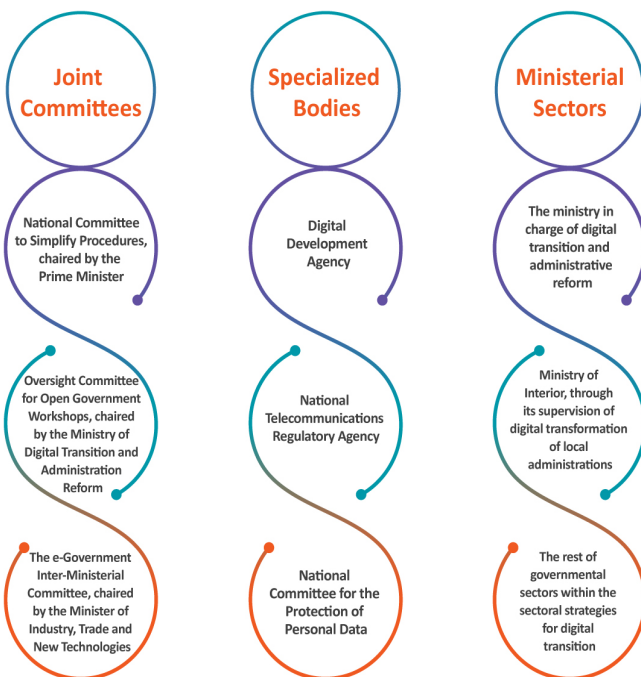 Joint
Committees
National Committee
to Simplify Procedures,
chaired by the
Prime Minister
Oversight Committee
for Open Government
Workshops, chaired
by the Ministry of
Digital Transition and
Administration
Reform
The e-Government
Inter-Ministerial
Committee, chaired
by the Minister of
Industry, Trade and
New Technologies
Specialized
Bodies
Digital
Development
Agency
National
Telecommunications
Regulatory Agency
National
Committee for the
Protection of
Personal Data
Ministerial
Sectors
The ministry in
charge of digital
transition and
administrative
reform
Ministry of
Interior, through
its supervision of
digital transformation
of local
administrations
The rest of
governmental
sectors within the
sectoral strategies
for digital
transition